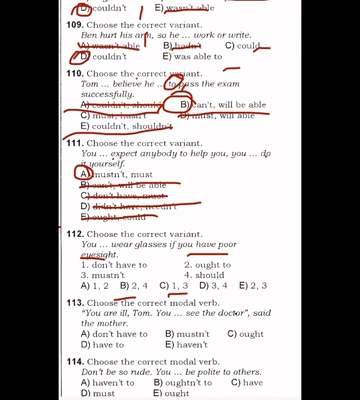 D) couldn't E) wasn't able
109. Choose the correct variant.
Ben hurt his arm, so he ... work or write.
A) wasn't able B) hadn't C) could
D) couldn't E) was able to
110. Choose the correct variant.
Tom ... believe he ... to pass the exam
successfully.
A) couldn't, should B) can't, will be able
C) must, hasn't D) must, will able
E) couldn't, shouldn't
111. Choose the correct variant.
You ... expect anybody to help you, you ... do
it yourself.
A) mustn't, must
B) can't, will be able
C) don't have, must
D) didn't have, needn't
E) ought, could
112. Choose the correct variant.
You ... wear glasses if you have poor
eyesight.
1. don't have to 2. ought to
3. mustn't 4. should
A) 1, 2 B) 2, 4 C) 1, 3 D) 3, 4 E) 2, 3
113. Choose the correct modal verb.
"You are ill, Tom. You ... see the doctor", said
the mother.
A) don't have to B) mustn't C) ought
D) have to E) haven't
114. Choose the correct modal verb.
Don't be so rude. You ... be polite to others.
A) haven't to B) oughtn't to C) have
D) must E) ought